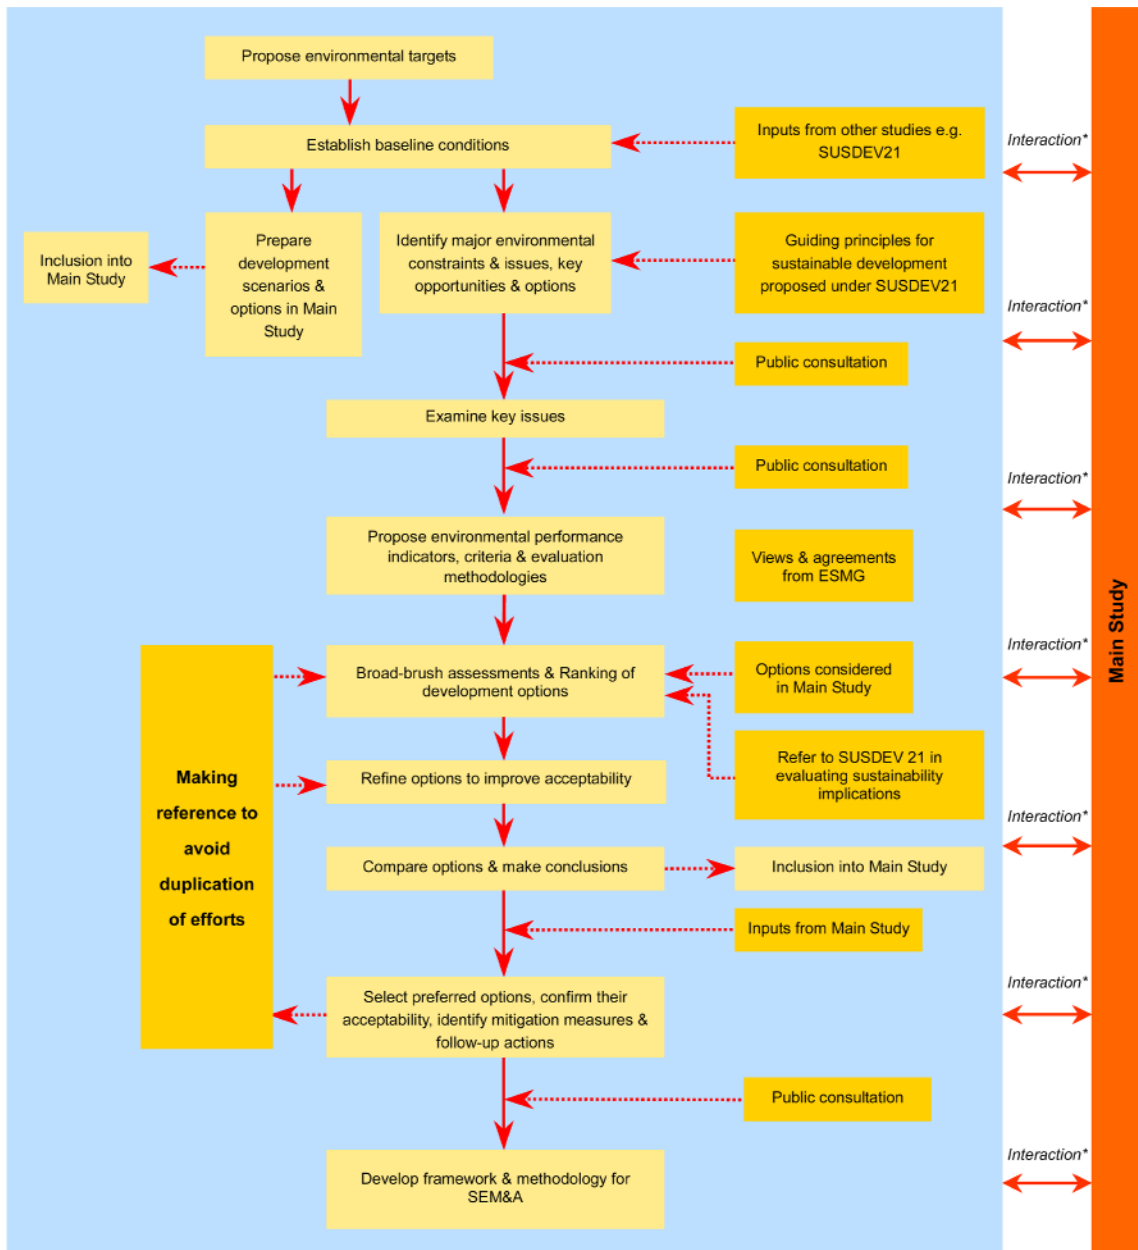 Propose environmental targets
Establish baseline conditions
Inputs from other studies e.g.
SUSDEV21
Interaction*
Inclusion into
Main Study
Prepare
development
scenarios &
options in Main
Study
Identify major environmental
constraints & issues, key
opportunities & options
Guiding principles for
sustainable development
proposed under SUSDEV21
Interaction*
Public consultation
Examine key issues
Public consultation
Interaction*
Propose environmental performance
indicators, criteria & evaluation
methodologies
Views & agreements
from ESMG
Main Study
Interaction*
Broad-brush assessments & Ranking of
development options
Options considered
in Main Study
Making
reference to
avoid
duplication
of efforts
Refine options to improve acceptability
Refer to SUSDEV 21 in
evaluating sustainability
implications
Interaction*
Compare options & make conclusions
Inclusion into Main Study
Inputs from Main Study
Interaction*
Select preferred options, confirm their
acceptability, identify mitigation measures &
follow-up actions
Public consultation
Interaction*
Develop framework & methodology for
SEM&A